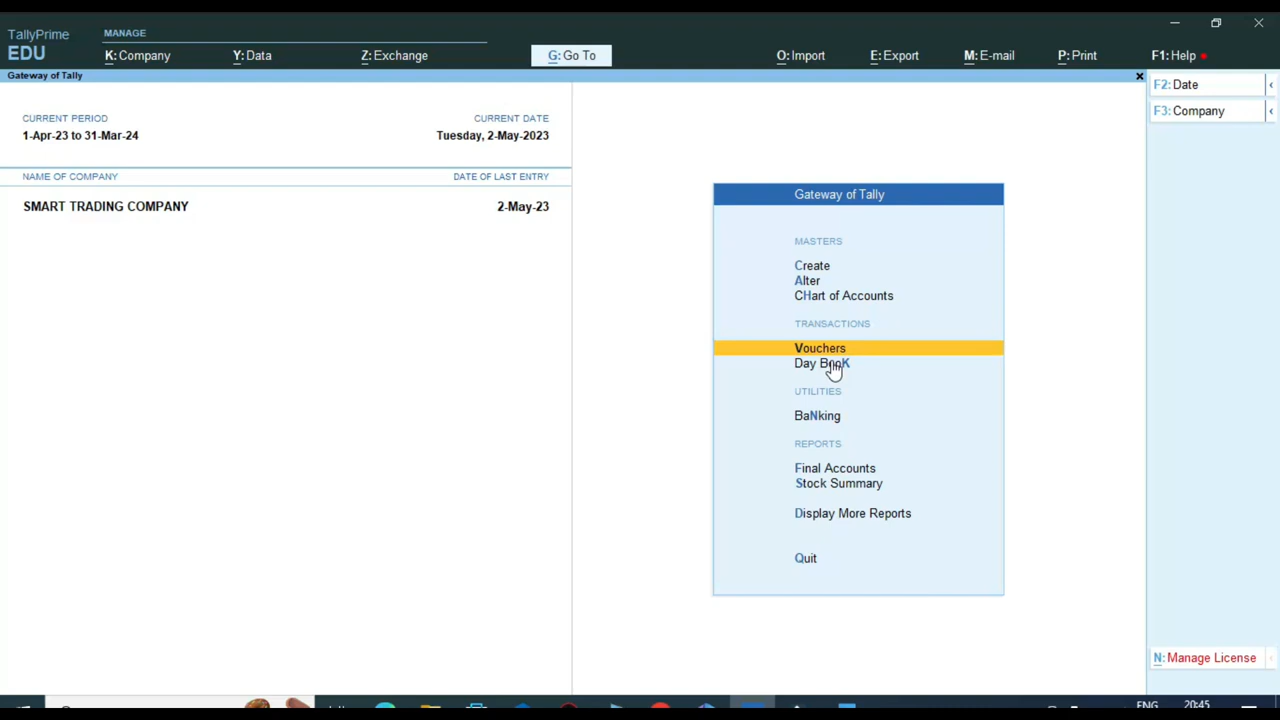 TallyPrime
EDU
MANAGE
K:Company
Y:Data
Z:Exchange
G:Go To
O:Import
E:Export
M:E-mail
P:Print
F1:Help
Gateway of Tally
F2:Date
F3:Company
CURRENT PERIOD
CURRENT DATE
1-Apr-23 to 31-Mar-24
Tuesday, 2-May-2023
NAME OF COMPANY
DATE OF LAST ENTRY
SMART TRADING COMPANY
2-May-23
Gateway of Tally
MASTERS
Create
Alter
CHart of Accounts
TRANSACTIONS
Vouchers
Day BooK
UTILITIES
BaNking
REPORTS
Final Accounts
Stock Summary
Display More Reports
Quit
N:Manage License
ENG
20:45